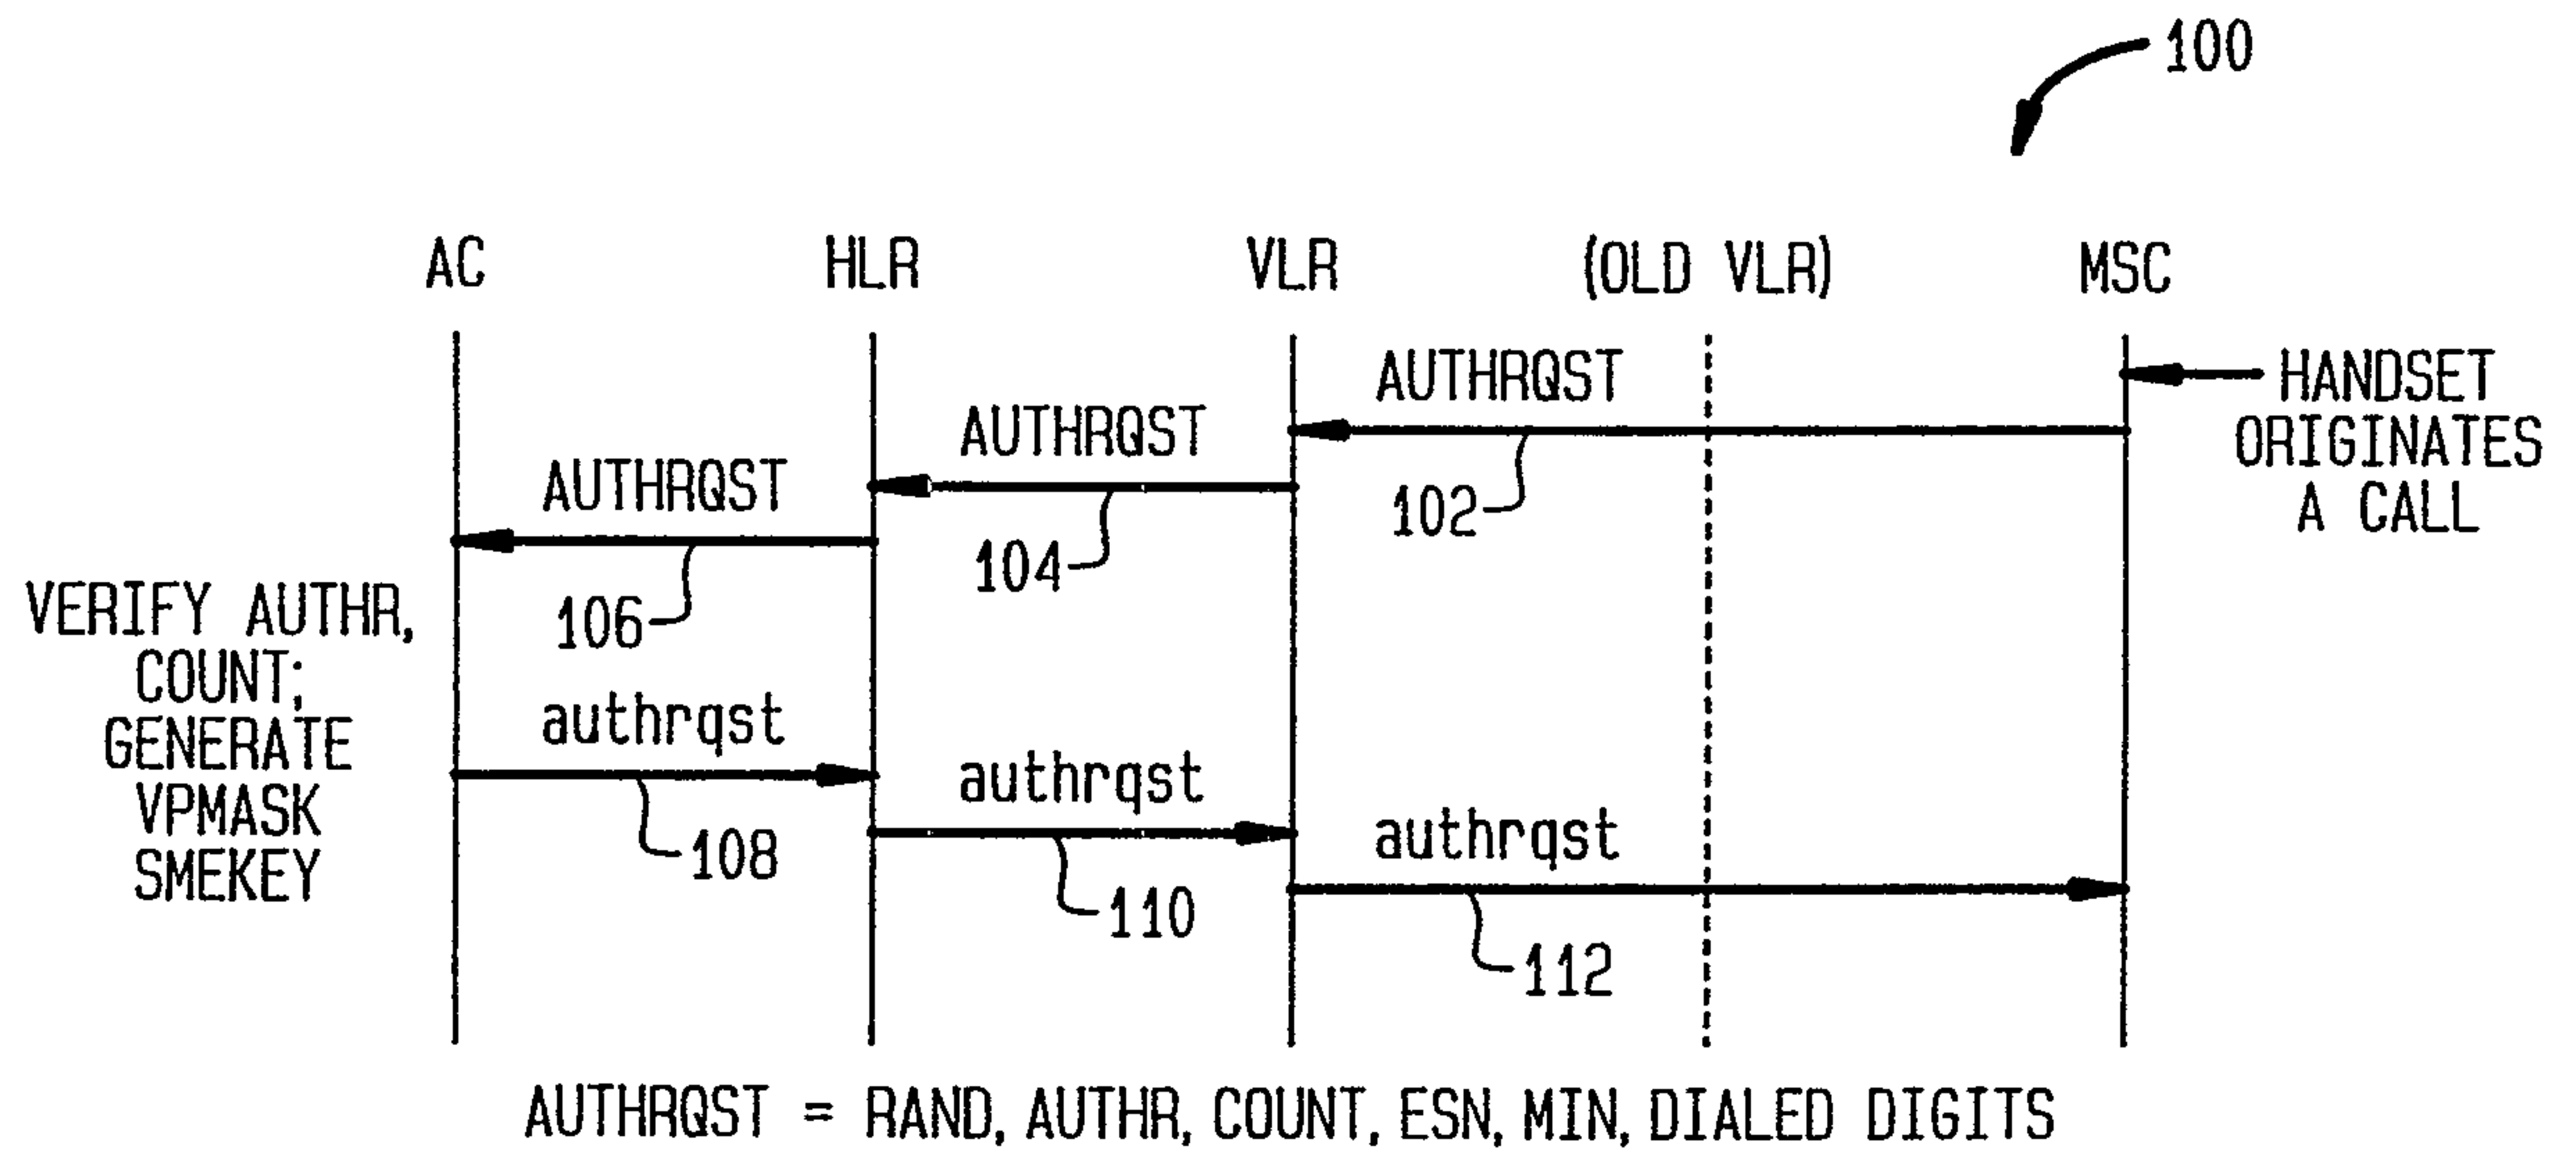 100
AC HLR VLR (OLD VLR) MSC
AUTHRQST
HANDSET
ORIGINATES
A CALL
AUTHRQST
102
AUTHRQST
104
106
VERIFY AUTHR,
COUNT;
GENERATE
VPMASK
SMEKEY
authrqst
108
authrqst
110
authrqst
112
AUTHRQST = RAND, AUTHR, COUNT, ESN, MIN, DIALED DIGITS